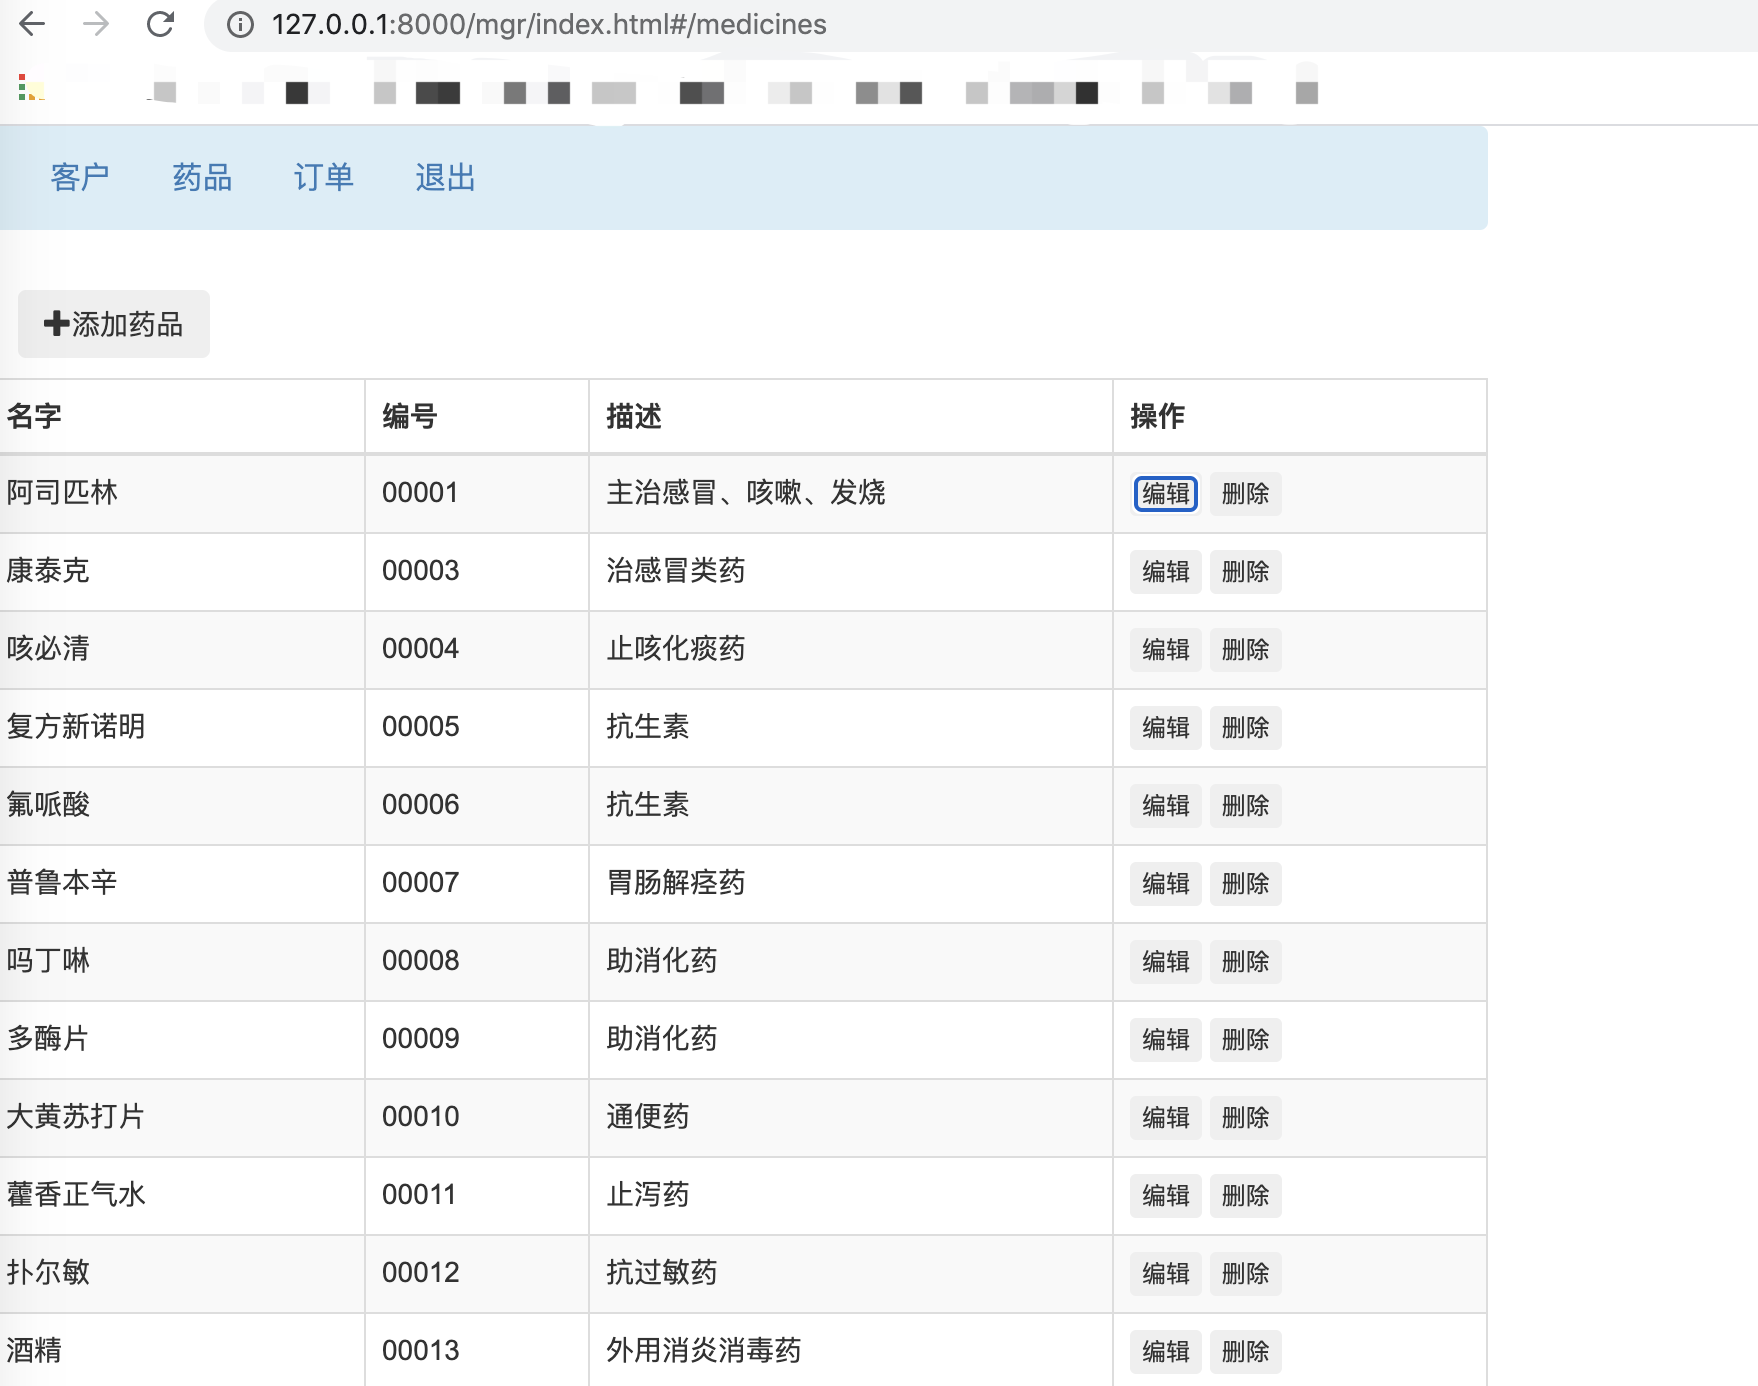 127.0.0.1:8000/mgr/index.html#/medicines
客户 药品 订单 退出
添加药品
名字 编号 描述 操作
阿司匹林 00001 主治感冒、咳嗽、发烧 编辑 删除
康泰克 00003 治感冒类药 编辑 删除
咳必清 00004 止咳化痰药 编辑 删除
复方新诺明 00005 抗生素 编辑 删除
氟哌酸 00006 抗生素 编辑 删除
普鲁本辛 00007 胃肠解痉药 编辑 删除
吗丁啉 00008 助消化药 编辑 删除
多酶片 00009 助消化药 编辑 删除
大黄苏打片 00010 通便药 编辑 删除
藿香正气水 00011 止泻药 编辑 删除
扑尔敏 00012 抗过敏药 编辑 删除
酒精 00013 外用消炎消毒药 编辑 删除